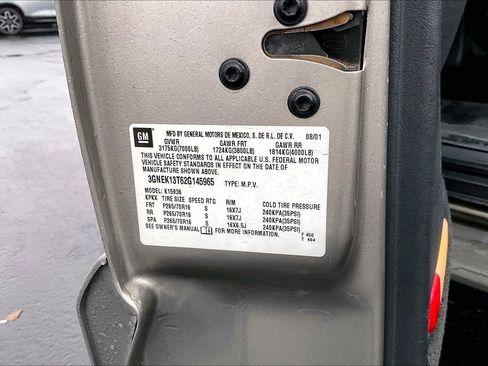 GM
MFD BY GENERAL MOTORS DE MEXICO, S. DE R.L. DE C.V. 08/01
GVWR GAWR FRT GAWR RR
3175KG(7000LB) 1724KG(3800LB) 1814KG(4000LB)
THIS VEHICLE CONFORMS TO ALL APPLICABLE U.S. FEDERAL MOTOR
VEHICLE SAFETY STANDARDS IN EFFECT ON THE DATE OF
MANUFACTURE SHOWN ABOVE.
3GNEK13T62G145965 TYPE: M.P.V.
MODEL: K15936
KPKX TIRE SIZE SPEED RTG RIM COLD TIRE PRESSURE
FRT P265/70R16 S 16X7J 240KPA(35PSI)
RR P265/70R16 S 16X7J 240KPA(35PSI)
SPA P265/70R16 S 16X6.5J 240KPA(35PSI)
SEE OWNER'S MANUAL FOR MORE INFORMATION. F 450
T 464